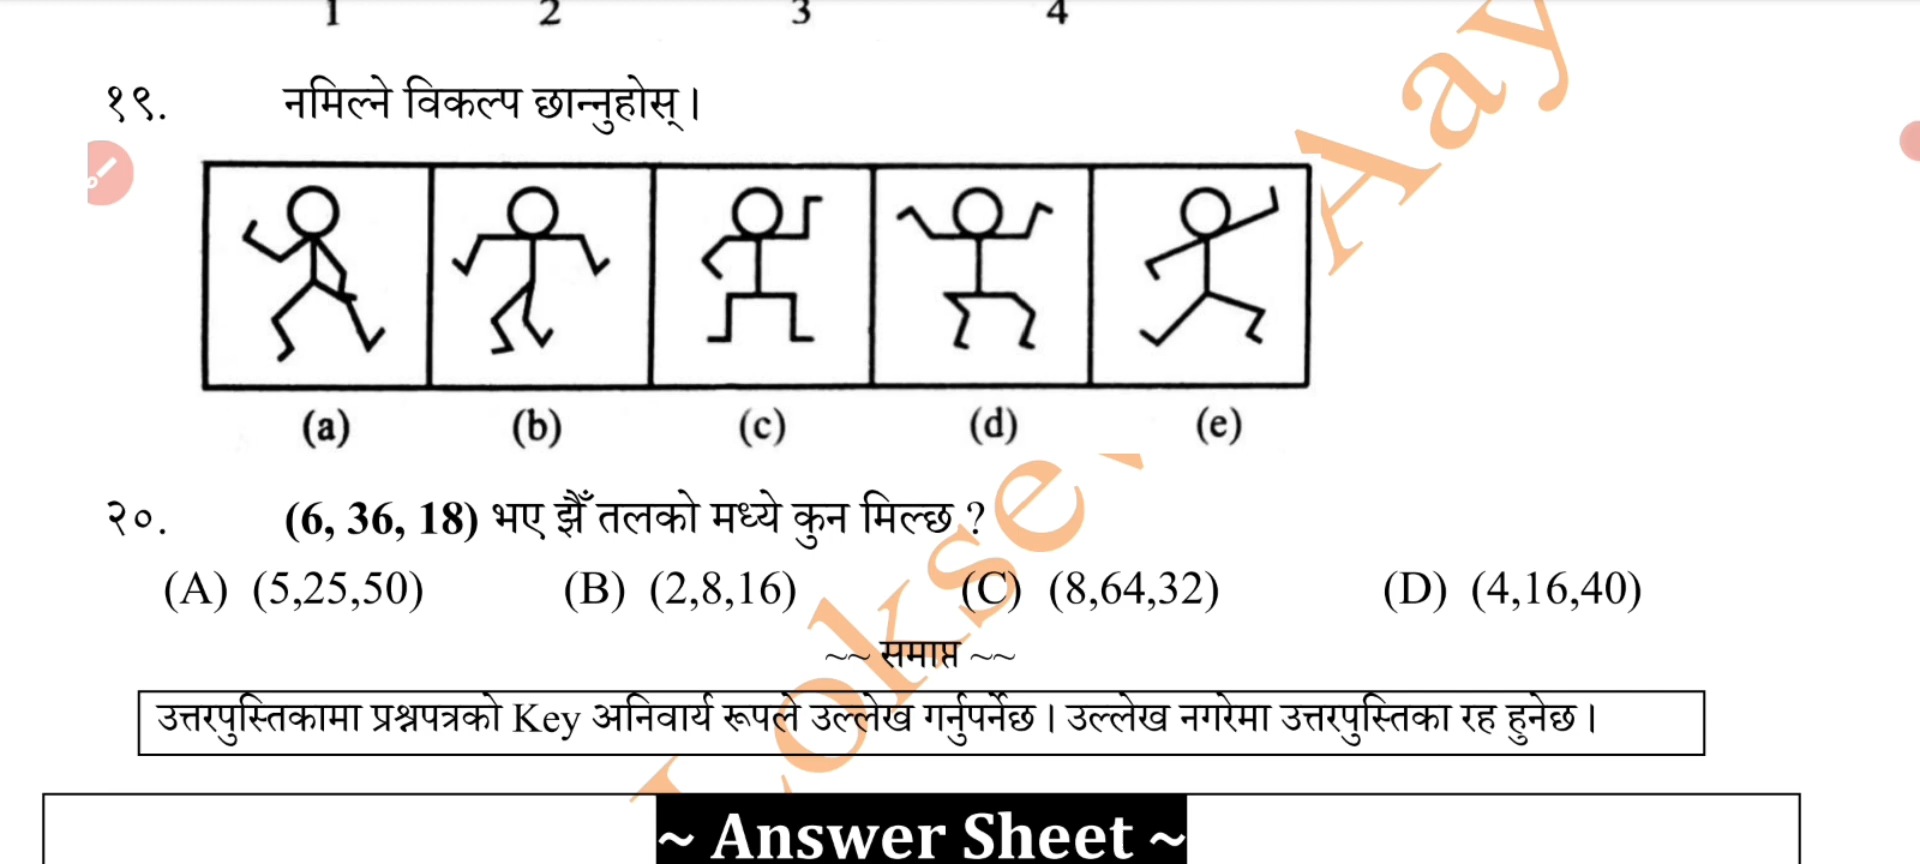 1 2 3 4
१९. नमिल्ने विकल्प छान्नुहोस्।
(a) (b) (c) (d) (e)
२०. (6, 36, 18) भए झैँ तलको मध्ये कुन मिल्छ ?
(A) (5,25,50) (B) (2,8,16) (C) (8,64,32) (D) (4,16,40)
~~ समाप्त ~~
उत्तरपुस्तिकामा प्रश्नपत्रको Key अनिवार्य रूपले उल्लेख गर्नुपर्नेछ। उल्लेख नगरेमा उत्तरपुस्तिका रद्द हुनेछ।
~ Answer Sheet ~
Lokse
Aay